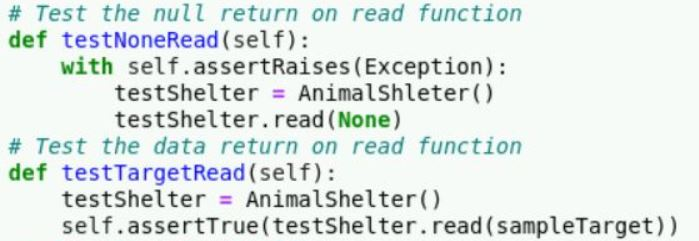 # Test the null return on read function
def testNoneRead(self):
    with self.assertRaises(Exception):
        testShelter = AnimalShleter()
        testShelter.read(None)
# Test the data return on read function
def testTargetRead(self):
    testShelter = AnimalShelter()
    self.assertTrue(testShelter.read(sampleTarget))